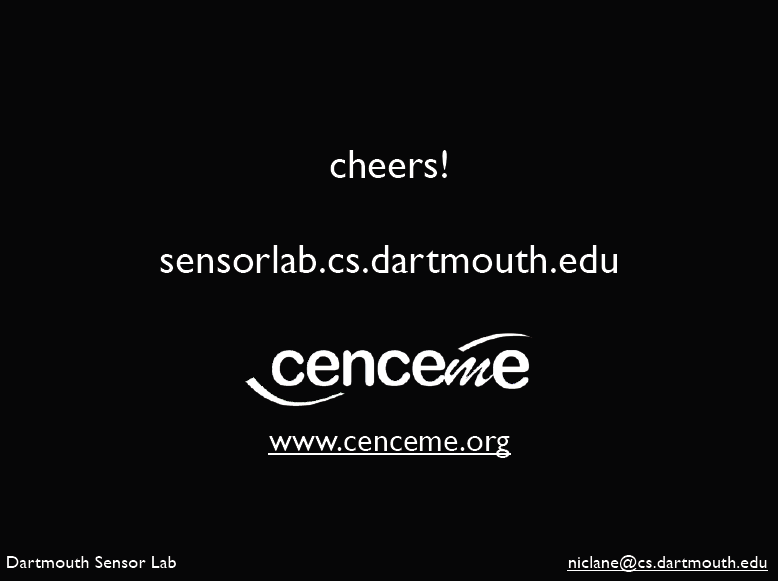 cheers!
sensorlab.cs.dartmouth.edu
cenceme
www.cenceme.org
Dartmouth Sensor Lab
niclane@cs.dartmouth.edu